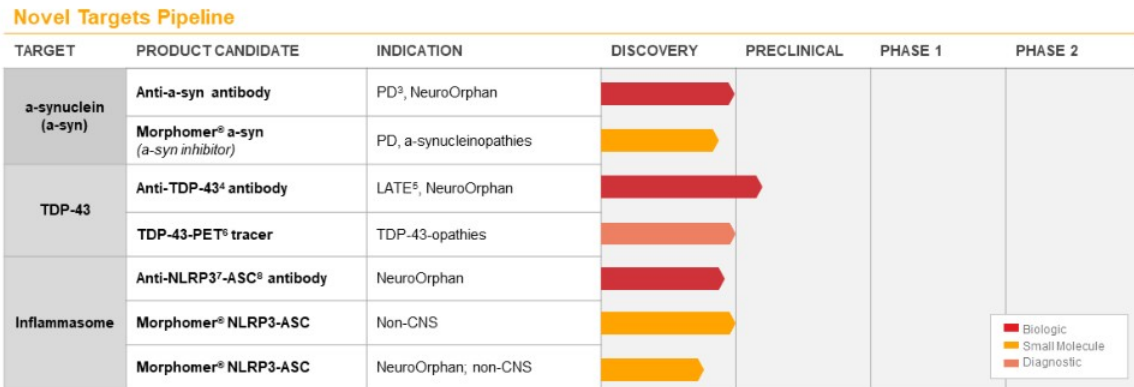 Novel Targets Pipeline
TARGET PRODUCT CANDIDATE INDICATION DISCOVERY PRECLINICAL PHASE 1 PHASE 2
a-synuclein
(a-syn)
Anti-a-syn antibody PD³, NeuroOrphan
Morphomer® a-syn
(a-syn inhibitor)
PD, a-synucleinopathies
TDP-43
Anti-TDP-43⁴ antibody LATE⁵, NeuroOrphan
TDP-43-PET⁶ tracer TDP-43-opathies
Inflammasome
Anti-NLRP3⁷-ASC⁸ antibody NeuroOrphan
Morphomer® NLRP3-ASC Non-CNS
Morphomer® NLRP3-ASC NeuroOrphan; non-CNS
Biologic
Small Molecule
Diagnostic